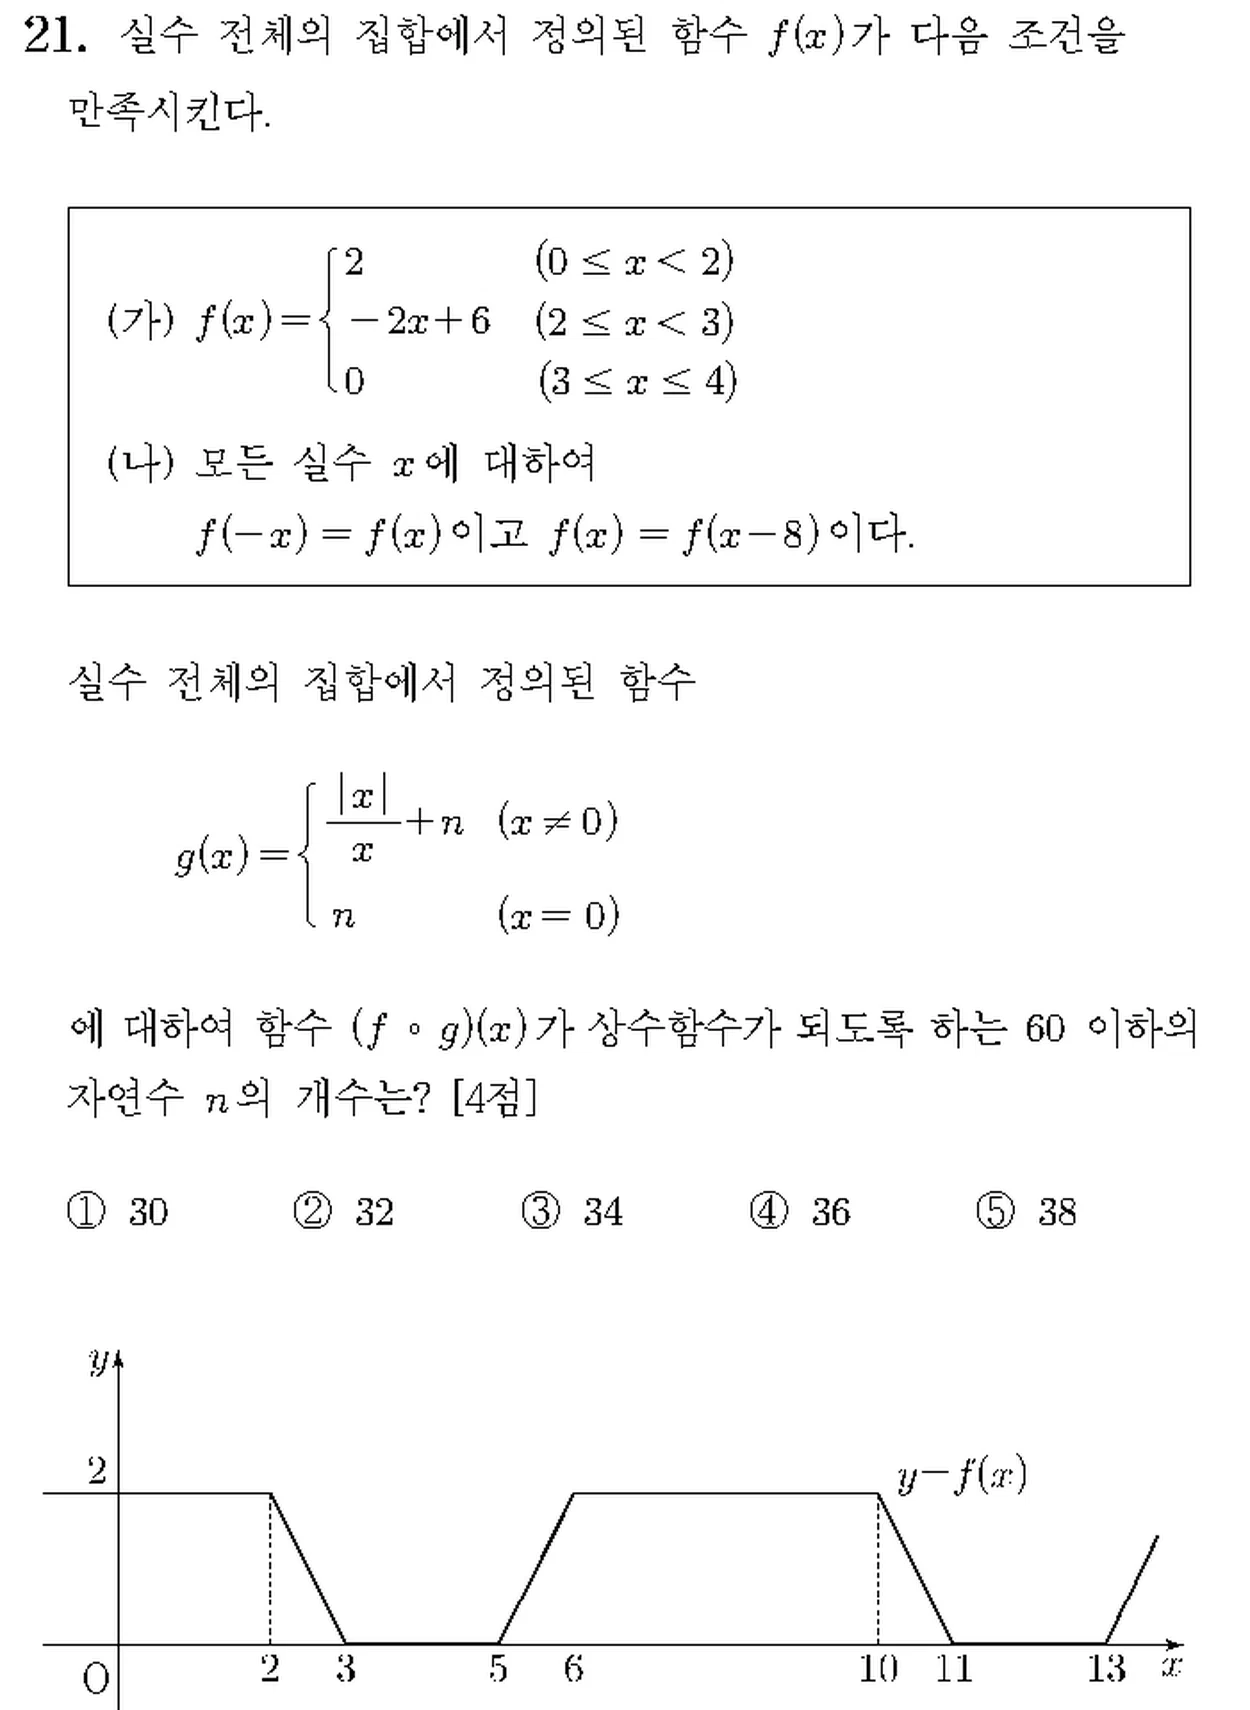 21. 실수 전체의 집합에서 정의된 함수 f(x)가 다음 조건을
만족시킨다.
(가) f(x)={ 2 (0 ≤ x < 2)
−2x+6 (2 ≤ x < 3)
0 (3 ≤ x ≤ 4)
(나) 모든 실수 x에 대하여
f(−x) = f(x)이고 f(x) = f(x−8)이다.
실수 전체의 집합에서 정의된 함수
g(x)={ |x|/x + n (x ≠ 0)
n (x = 0)
에 대하여 함수 (f ∘ g)(x)가 상수함수가 되도록 하는 60 이하의
자연수 n의 개수는? [4점]
① 30 ② 32 ③ 34 ④ 36 ⑤ 38
y
2
y=f(x)
O 2 3 5 6 10 11 13 x